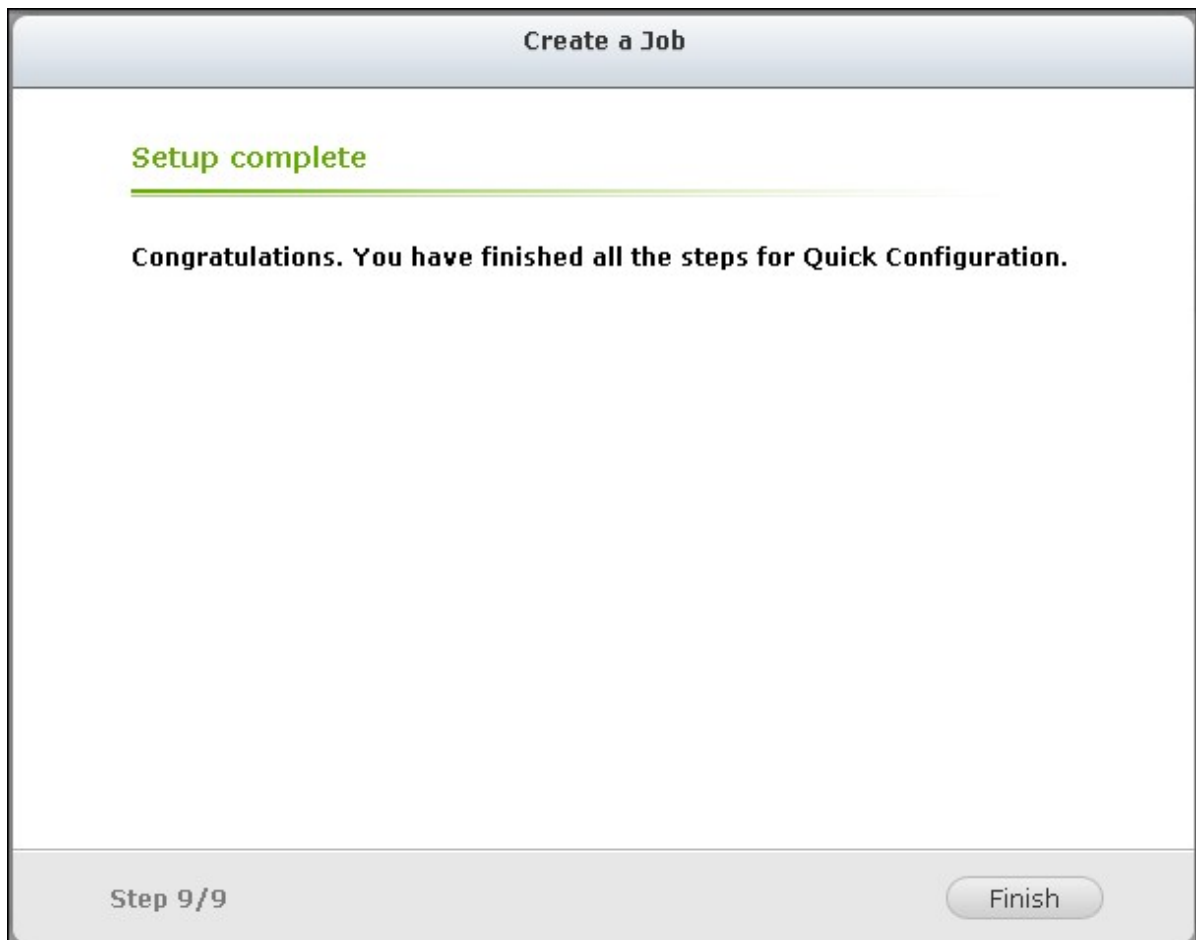 Create a Job
Setup complete
Congratulations. You have finished all the steps for Quick Configuration.
Step 9/9
Finish